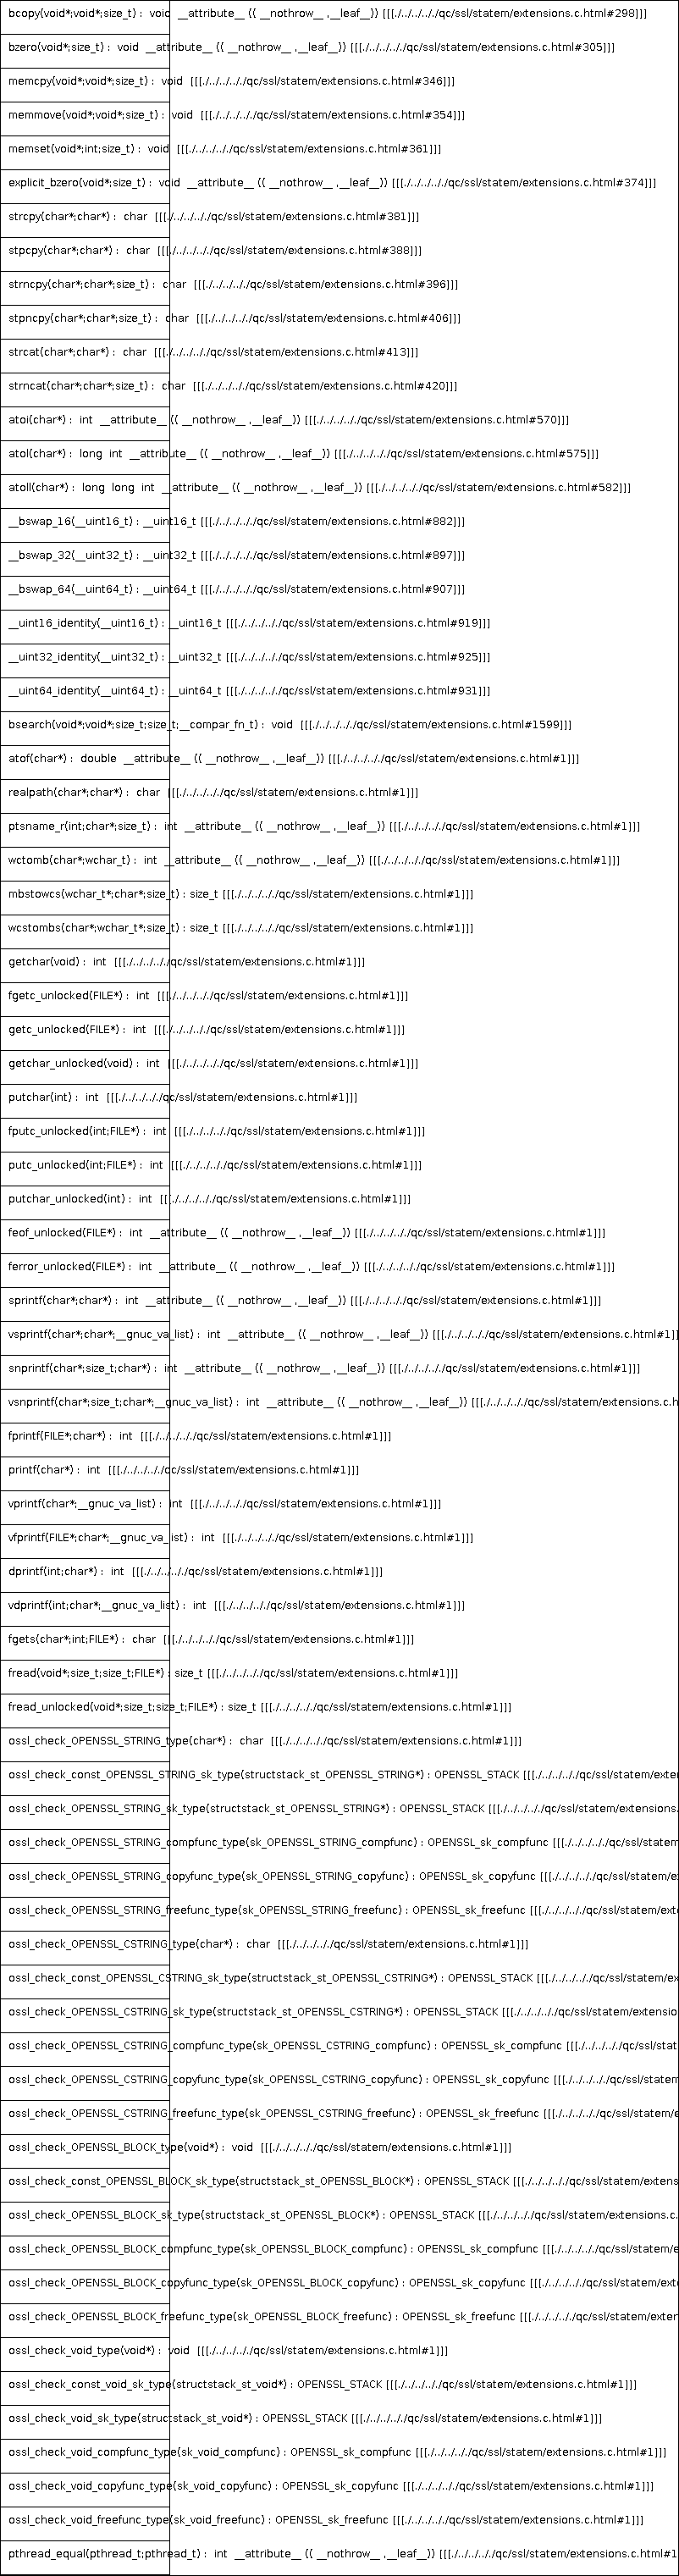 bcopy(void*;void*;size_t) : void __attribute__ (( __nothrow__ ,__leaf__)) [[[./../../../qc/ssl/statem/extensions.c.html#298]]]
bzero(void*;size_t) : void __attribute__ (( __nothrow__ ,__leaf__)) [[[./../../././qc/ssl/statem/extensions.c.html#305]]]
memcpy(void*;void*;size_t) : void [[[./../../././qc/ssl/statem/extensions.c.html#346]]]
memmove(void*;void*;size_t) : void [[[./../../././qc/ssl/statem/extensions.c.html#354]]]
memset(void*;int;size_t) : void [[[./../../././qc/ssl/statem/extensions.c.html#361]]]
explicit_bzero(void*;size_t) : void __attribute__ (( __nothrow__ ,__leaf__)) [[[./../../././qc/ssl/statem/extensions.c.html#374]]]
strcpy(char*;char*) : char [[[./../../././qc/ssl/statem/extensions.c.html#381]]]
stpcpy(char*;char*) : char [[[./../../././qc/ssl/statem/extensions.c.html#388]]]
strncpy(char*;char*;size_t) : char [[[./../../././qc/ssl/statem/extensions.c.html#396]]]
stpncpy(char*;char*;size_t) : char [[[./../../././qc/ssl/statem/extensions.c.html#406]]]
strcat(char*;char*) : char [[[./../../././qc/ssl/statem/extensions.c.html#413]]]
strncat(char*;char*;size_t) : char [[[./../../././qc/ssl/statem/extensions.c.html#420]]]
atoi(char*) : int __attribute__ (( __nothrow__ ,__leaf__)) [[[./../../././qc/ssl/statem/extensions.c.html#570]]]
atol(char*) : long int __attribute__ (( __nothrow__ ,__leaf__)) [[[./../../././qc/ssl/statem/extensions.c.html#575]]]
atoll(char*) : long long int __attribute__ (( __nothrow__ ,__leaf__)) [[[./../../././qc/ssl/statem/extensions.c.html#582]]]
__bswap_16(__uint16_t) : __uint16_t [[[./../../././qc/ssl/statem/extensions.c.html#882]]]
__bswap_32(__uint32_t) : __uint32_t [[[./../../././qc/ssl/statem/extensions.c.html#897]]]
__bswap_64(__uint64_t) : __uint64_t [[[./../../././qc/ssl/statem/extensions.c.html#907]]]
__uint16_identity(__uint16_t) : __uint16_t [[[./../../././qc/ssl/statem/extensions.c.html#919]]]
__uint32_identity(__uint32_t) : __uint32_t [[[./../../././qc/ssl/statem/extensions.c.html#925]]]
__uint64_identity(__uint64_t) : __uint64_t [[[./../../././qc/ssl/statem/extensions.c.html#931]]]
bsearch(void*;void*;size_t;size_t;__compar_fn_t) : void [[[./../../././qc/ssl/statem/extensions.c.html#1599]]]
atof(char*) : double __attribute__ (( __nothrow__ ,__leaf__)) [[[./../../././qc/ssl/statem/extensions.c.html#1]]]
realpath(char*;char*) : char [[[./../../././qc/ssl/statem/extensions.c.html#1]]]
ptsname_r(int;char*;size_t) : int __attribute__ (( __nothrow__ ,__leaf__)) [[[./../../././qc/ssl/statem/extensions.c.html#1]]]
wctomb(char*;wchar_t) : int __attribute__ (( __nothrow__ ,__leaf__)) [[[./../../././qc/ssl/statem/extensions.c.html#1]]]
mbstowcs(wchar_t*;char*;size_t) : size_t [[[./../../././qc/ssl/statem/extensions.c.html#1]]]
wcstombs(char*;wchar_t*;size_t) : size_t [[[./../../././qc/ssl/statem/extensions.c.html#1]]]
getchar(void) : int [[[./../../././qc/ssl/statem/extensions.c.html#1]]]
fgetc_unlocked(FILE*) : int [[[./../../././qc/ssl/statem/extensions.c.html#1]]]
getc_unlocked(FILE*) : int [[[./../../././qc/ssl/statem/extensions.c.html#1]]]
getchar_unlocked(void) : int [[[./../../././qc/ssl/statem/extensions.c.html#1]]]
putchar(int) : int [[[./../../././qc/ssl/statem/extensions.c.html#1]]]
fputc_unlocked(int;FILE*) : int [[[./../../././qc/ssl/statem/extensions.c.html#1]]]
putc_unlocked(int;FILE*) : int [[[./../../././qc/ssl/statem/extensions.c.html#1]]]
putchar_unlocked(int) : int [[[./../../././qc/ssl/statem/extensions.c.html#1]]]
feof_unlocked(FILE*) : int __attribute__ (( __nothrow__ ,__leaf__)) [[[./../../././qc/ssl/statem/extensions.c.html#1]]]
ferror_unlocked(FILE*) : int __attribute__ (( __nothrow__ ,__leaf__)) [[[./../../././qc/ssl/statem/extensions.c.html#1]]]
sprintf(char*;char*) : int __attribute__ (( __nothrow__ ,__leaf__)) [[[./../../././qc/ssl/statem/extensions.c.html#1]]]
vsprintf(char*;char*;__gnuc_va_list) : int __attribute__ (( __nothrow__ ,__leaf__)) [[[./../../././qc/ssl/statem/extensions.c.html#1]]]
snprintf(char*;size_t;char*) : int __attribute__ (( __nothrow__ ,__leaf__)) [[[./../../././qc/ssl/statem/extensions.c.html#1]]]
vsnprintf(char*;size_t;char*;__gnuc_va_list) : int __attribute__ (( __nothrow__ ,__leaf__)) [[[./../../././qc/ssl/statem/extensions.c.h
fprintf(FILE*;char*) : int [[[./../../././qc/ssl/statem/extensions.c.html#1]]]
printf(char*) : int [[[./../../././qc/ssl/statem/extensions.c.html#1]]]
vprintf(char*;__gnuc_va_list) : int [[[./../../././qc/ssl/statem/extensions.c.html#1]]]
vfprintf(FILE*;char*;__gnuc_va_list) : int [[[./../../././qc/ssl/statem/extensions.c.html#1]]]
dprintf(int;char*) : int [[[./../../././qc/ssl/statem/extensions.c.html#1]]]
vdprintf(int;char*;__gnuc_va_list) : int [[[./../../././qc/ssl/statem/extensions.c.html#1]]]
fgets(char*;int;FILE*) : char [[[./../../././qc/ssl/statem/extensions.c.html#1]]]
fread(void*;size_t;size_t;FILE*) : size_t [[[./../../././qc/ssl/statem/extensions.c.html#1]]]
fread_unlocked(void*;size_t;size_t;FILE*) : size_t [[[./../../././qc/ssl/statem/extensions.c.html#1]]]
ossl_check_OPENSSL_STRING_type(char*) : char [[[./../../././qc/ssl/statem/extensions.c.html#1]]]
ossl_check_const_OPENSSL_STRING_sk_type(structstack_st_OPENSSL_STRING*) : OPENSSL_STACK [[[./../../././qc/ssl/statem/exten
ossl_check_OPENSSL_STRING_sk_type(structstack_st_OPENSSL_STRING*) : OPENSSL_STACK [[[./../../././qc/ssl/statem/extensions.
ossl_check_OPENSSL_STRING_compfunc_type(sk_OPENSSL_STRING_compfunc) : OPENSSL_sk_compfunc [[[./../../././qc/ssl/statem
ossl_check_OPENSSL_STRING_copyfunc_type(sk_OPENSSL_STRING_copyfunc) : OPENSSL_sk_copyfunc [[[./../../././qc/ssl/statem/ex
ossl_check_OPENSSL_STRING_freefunc_type(sk_OPENSSL_STRING_freefunc) : OPENSSL_sk_freefunc [[[./../../././qc/ssl/statem/exte
ossl_check_OPENSSL_CSTRING_type(char*) : char [[[./../../././qc/ssl/statem/extensions.c.html#1]]]
ossl_check_const_OPENSSL_CSTRING_sk_type(structstack_st_OPENSSL_CSTRING*) : OPENSSL_STACK [[[./../../././qc/ssl/statem/ex
ossl_check_OPENSSL_CSTRING_sk_type(structstack_st_OPENSSL_CSTRING*) : OPENSSL_STACK [[[./../../././qc/ssl/statem/extensio
ossl_check_OPENSSL_CSTRING_compfunc_type(sk_OPENSSL_CSTRING_compfunc) : OPENSSL_sk_compfunc [[[./../../././qc/ssl/stat
ossl_check_OPENSSL_CSTRING_copyfunc_type(sk_OPENSSL_CSTRING_copyfunc) : OPENSSL_sk_copyfunc [[[./../../././qc/ssl/statem
ossl_check_OPENSSL_CSTRING_freefunc_type(sk_OPENSSL_CSTRING_freefunc) : OPENSSL_sk_freefunc [[[./../../././qc/ssl/statem/e
ossl_check_OPENSSL_BLOCK_type(void*) : void [[[./../../././qc/ssl/statem/extensions.c.html#1]]]
ossl_check_const_OPENSSL_BLOCK_sk_type(structstack_st_OPENSSL_BLOCK*) : OPENSSL_STACK [[[./../../././qc/ssl/statem/extens
ossl_check_OPENSSL_BLOCK_sk_type(structstack_st_OPENSSL_BLOCK*) : OPENSSL_STACK [[[./../../././qc/ssl/statem/extensions.c.
ossl_check_OPENSSL_BLOCK_compfunc_type(sk_OPENSSL_BLOCK_compfunc) : OPENSSL_sk_compfunc [[[./../../././qc/ssl/statem/e
ossl_check_OPENSSL_BLOCK_copyfunc_type(sk_OPENSSL_BLOCK_copyfunc) : OPENSSL_sk_copyfunc [[[./../../././qc/ssl/statem/ext
ossl_check_OPENSSL_BLOCK_freefunc_type(sk_OPENSSL_BLOCK_freefunc) : OPENSSL_sk_freefunc [[[./../../././qc/ssl/statem/exten
ossl_check_void_type(void*) : void [[[./../../././qc/ssl/statem/extensions.c.html#1]]]
ossl_check_const_void_sk_type(structstack_st_void*) : OPENSSL_STACK [[[./../../././qc/ssl/statem/extensions.c.html#1]]]
ossl_check_void_sk_type(structstack_st_void*) : OPENSSL_STACK [[[./../../././qc/ssl/statem/extensions.c.html#1]]]
ossl_check_void_compfunc_type(sk_void_compfunc) : OPENSSL_sk_compfunc [[[./../../././qc/ssl/statem/extensions.c.html#1]]]
ossl_check_void_copyfunc_type(sk_void_copyfunc) : OPENSSL_sk_copyfunc [[[./../../././qc/ssl/statem/extensions.c.html#1]]]
ossl_check_void_freefunc_type(sk_void_freefunc) : OPENSSL_sk_freefunc [[[./../../././qc/ssl/statem/extensions.c.html#1]]]
pthread_equal(pthread_t;pthread_t) : int __attribute__ (( __nothrow__ ,__leaf__)) [[[./../../././qc/ssl/statem/extensions.c.html#1